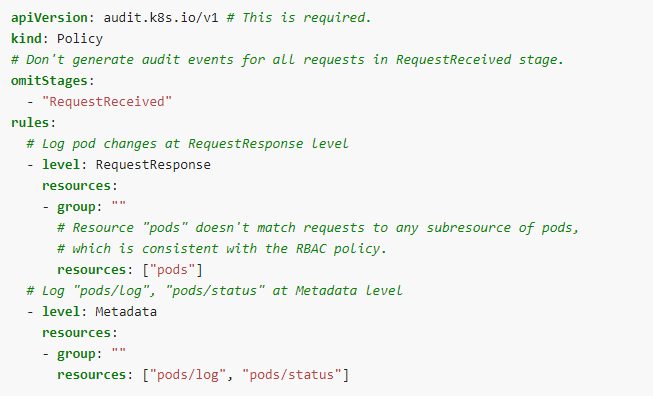 apiVersion: audit.k8s.io/v1 # This is required.
kind: Policy
# Don't generate audit events for all requests in RequestReceived stage.
omitStages:
  - "RequestReceived"
rules:
  # Log pod changes at RequestResponse level
  - level: RequestResponse
    resources:
    - group: ""
      # Resource "pods" doesn't match requests to any subresource of pods,
      # which is consistent with the RBAC policy.
      resources: ["pods"]
  # Log "pods/log", "pods/status" at Metadata level
  - level: Metadata
    resources:
    - group: ""
      resources: ["pods/log", "pods/status"]